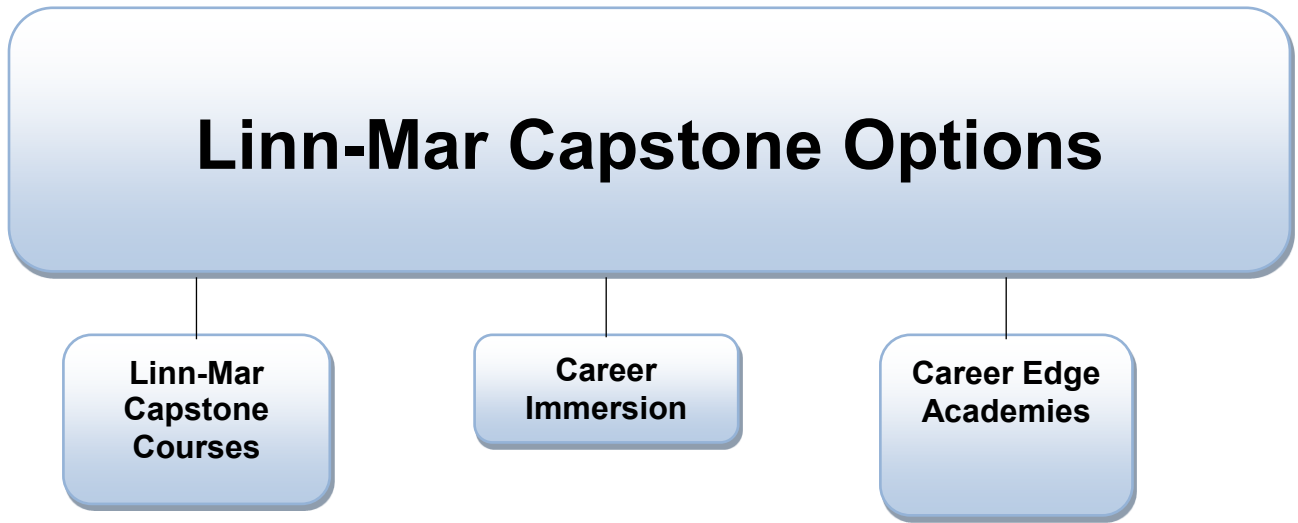 Linn-Mar Capstone Options
Linn-Mar
Capstone
Courses
Career
Immersion
Career Edge
Academies